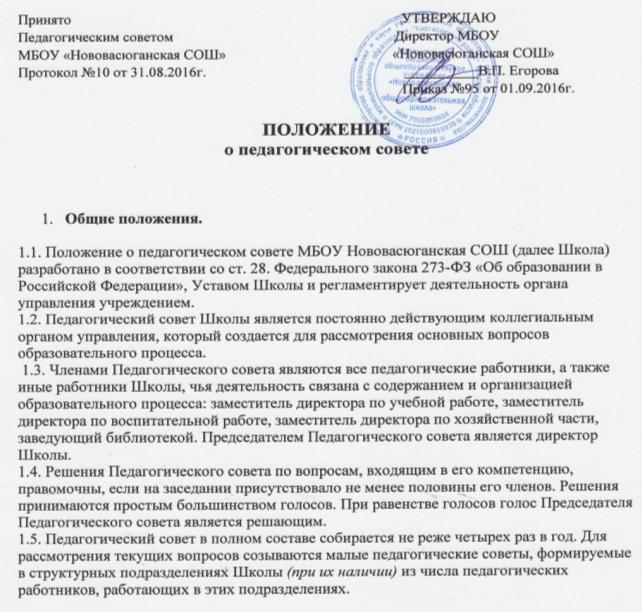 Принято УТВЕРЖДАЮ
Педагогическим советом Директор МБОУ
МБОУ «Нововасюганская СОШ» «Нововасюганская СОШ»
Протокол №10 от 31.08.2016г. В.П. Егорова
Приказ №95 от 01.09.2016г.
общеобразовательная
школа»
РОССИЯ
ПОЛОЖЕНИЕ
о педагогическом совете
1. Общие положения.
1.1. Положение о педагогическом совете МБОУ Нововасюганская СОШ (далее Школа)
разработано в соответствии со ст. 28. Федерального закона 273-ФЗ «Об образовании в
Российской Федерации», Уставом Школы и регламентирует деятельность органа
управления учреждением.
1.2. Педагогический совет Школы является постоянно действующим коллегиальным
органом управления, который создается для рассмотрения основных вопросов
образовательного процесса.
1.3. Членами Педагогического совета являются все педагогические работники, а также
иные работники Школы, чья деятельность связана с содержанием и организацией
образовательного процесса: заместитель директора по учебной работе, заместитель
директора по воспитательной работе, заместитель директора по хозяйственной части,
заведующий библиотекой. Председателем Педагогического совета является директор
Школы.
1.4. Решения Педагогического совета по вопросам, входящим в его компетенцию,
правомочны, если на заседании присутствовало не менее половины его членов. Решения
принимаются простым большинством голосов. При равенстве голосов голос Председателя
Педагогического совета является решающим.
1.5. Педагогический совет в полном составе собирается не реже четырех раз в год. Для
рассмотрения текущих вопросов созываются малые педагогические советы, формируемые
в структурных подразделениях Школы (при их наличии) из числа педагогических
работников, работающих в этих подразделениях.